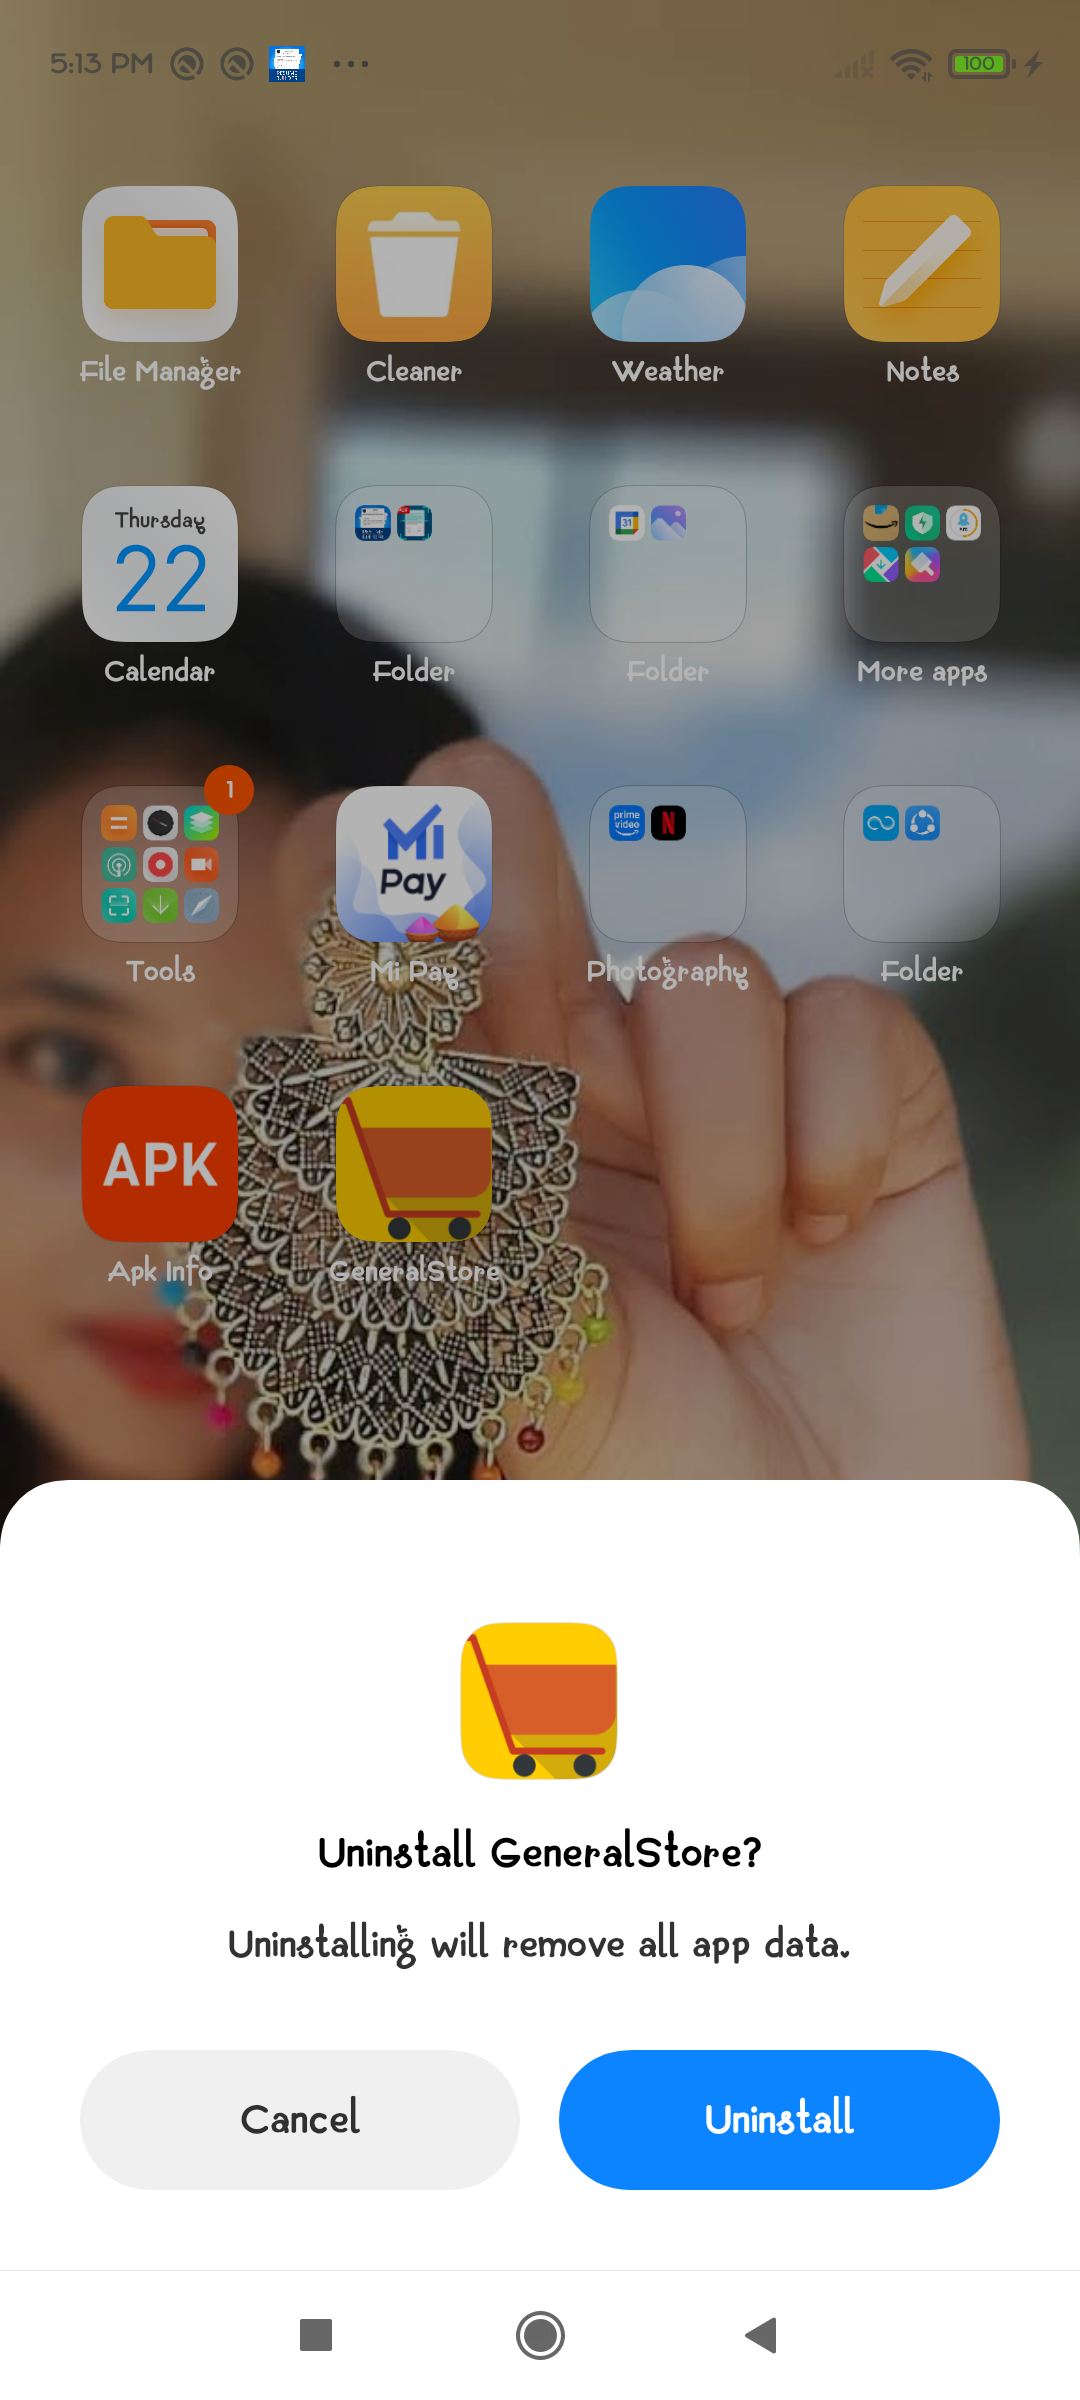 5:13 PM
100
File Manager
Cleaner
Weather
Notes
Thursday
22
31
Calendar
Folder
Folder
More apps
1
Mi
Pay
prime
video
N
Tools
Mi Pay
Photography
Folder
APK
Apk Info
GeneralStore
Uninstall GeneralStore?
Uninstalling will remove all app data.
Cancel
Uninstall